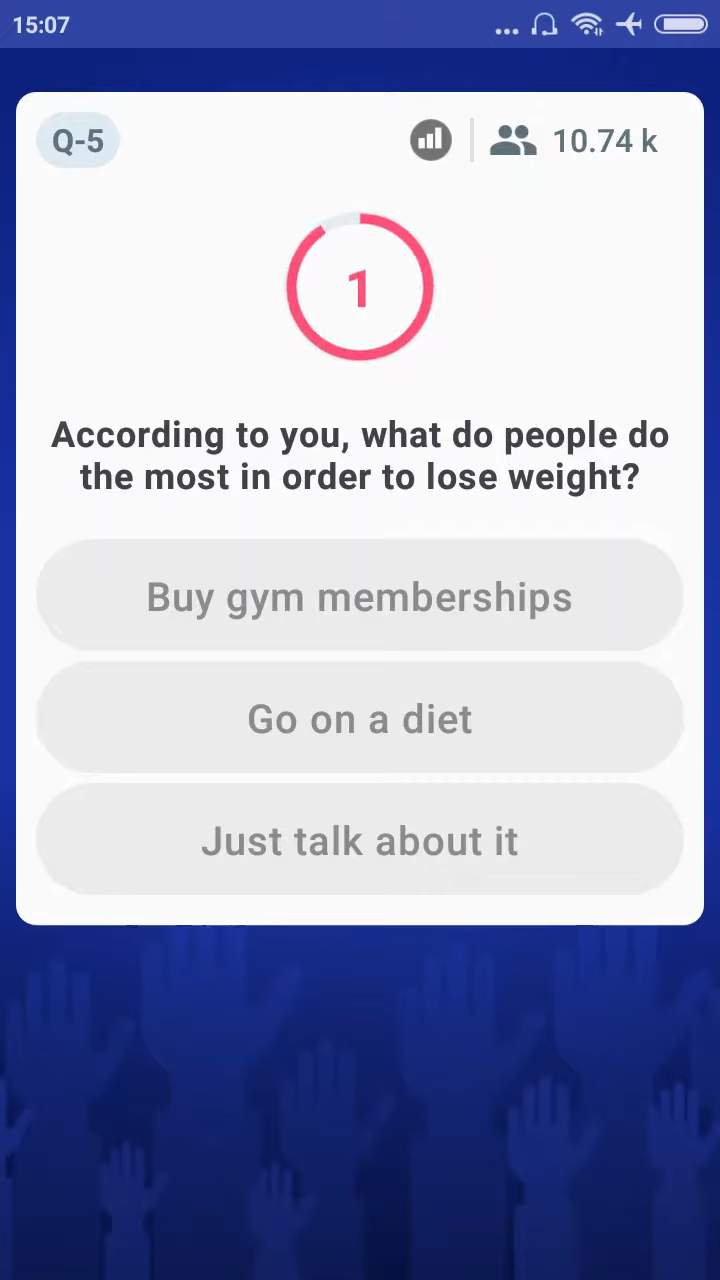 15:07
Q-5
10.74 k
1
According to you, what do people do
the most in order to lose weight?
Buy gym memberships
Go on a diet
Just talk about it